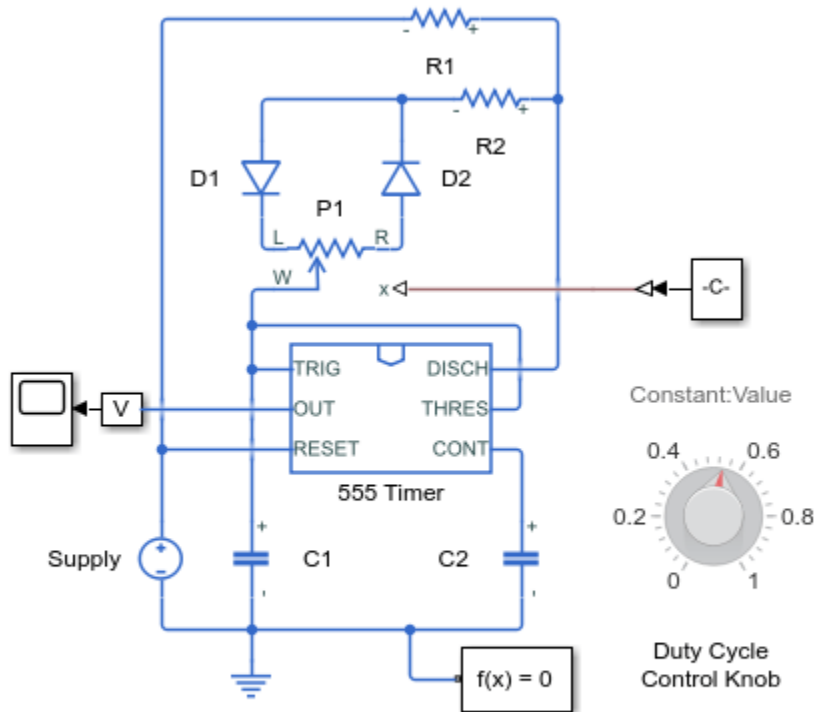 - +
R1
- +
R2
D1
D2
P1
L
R
W
x
-C-
TRIG
DISCH
OUT
THRES
RESET
CONT
555 Timer
V
Constant:Value
0.4
0.6
0.2
0.8
0
1
+
+
Supply
+
-
C1
C2
-
-
f(x) = 0
Duty Cycle
Control Knob